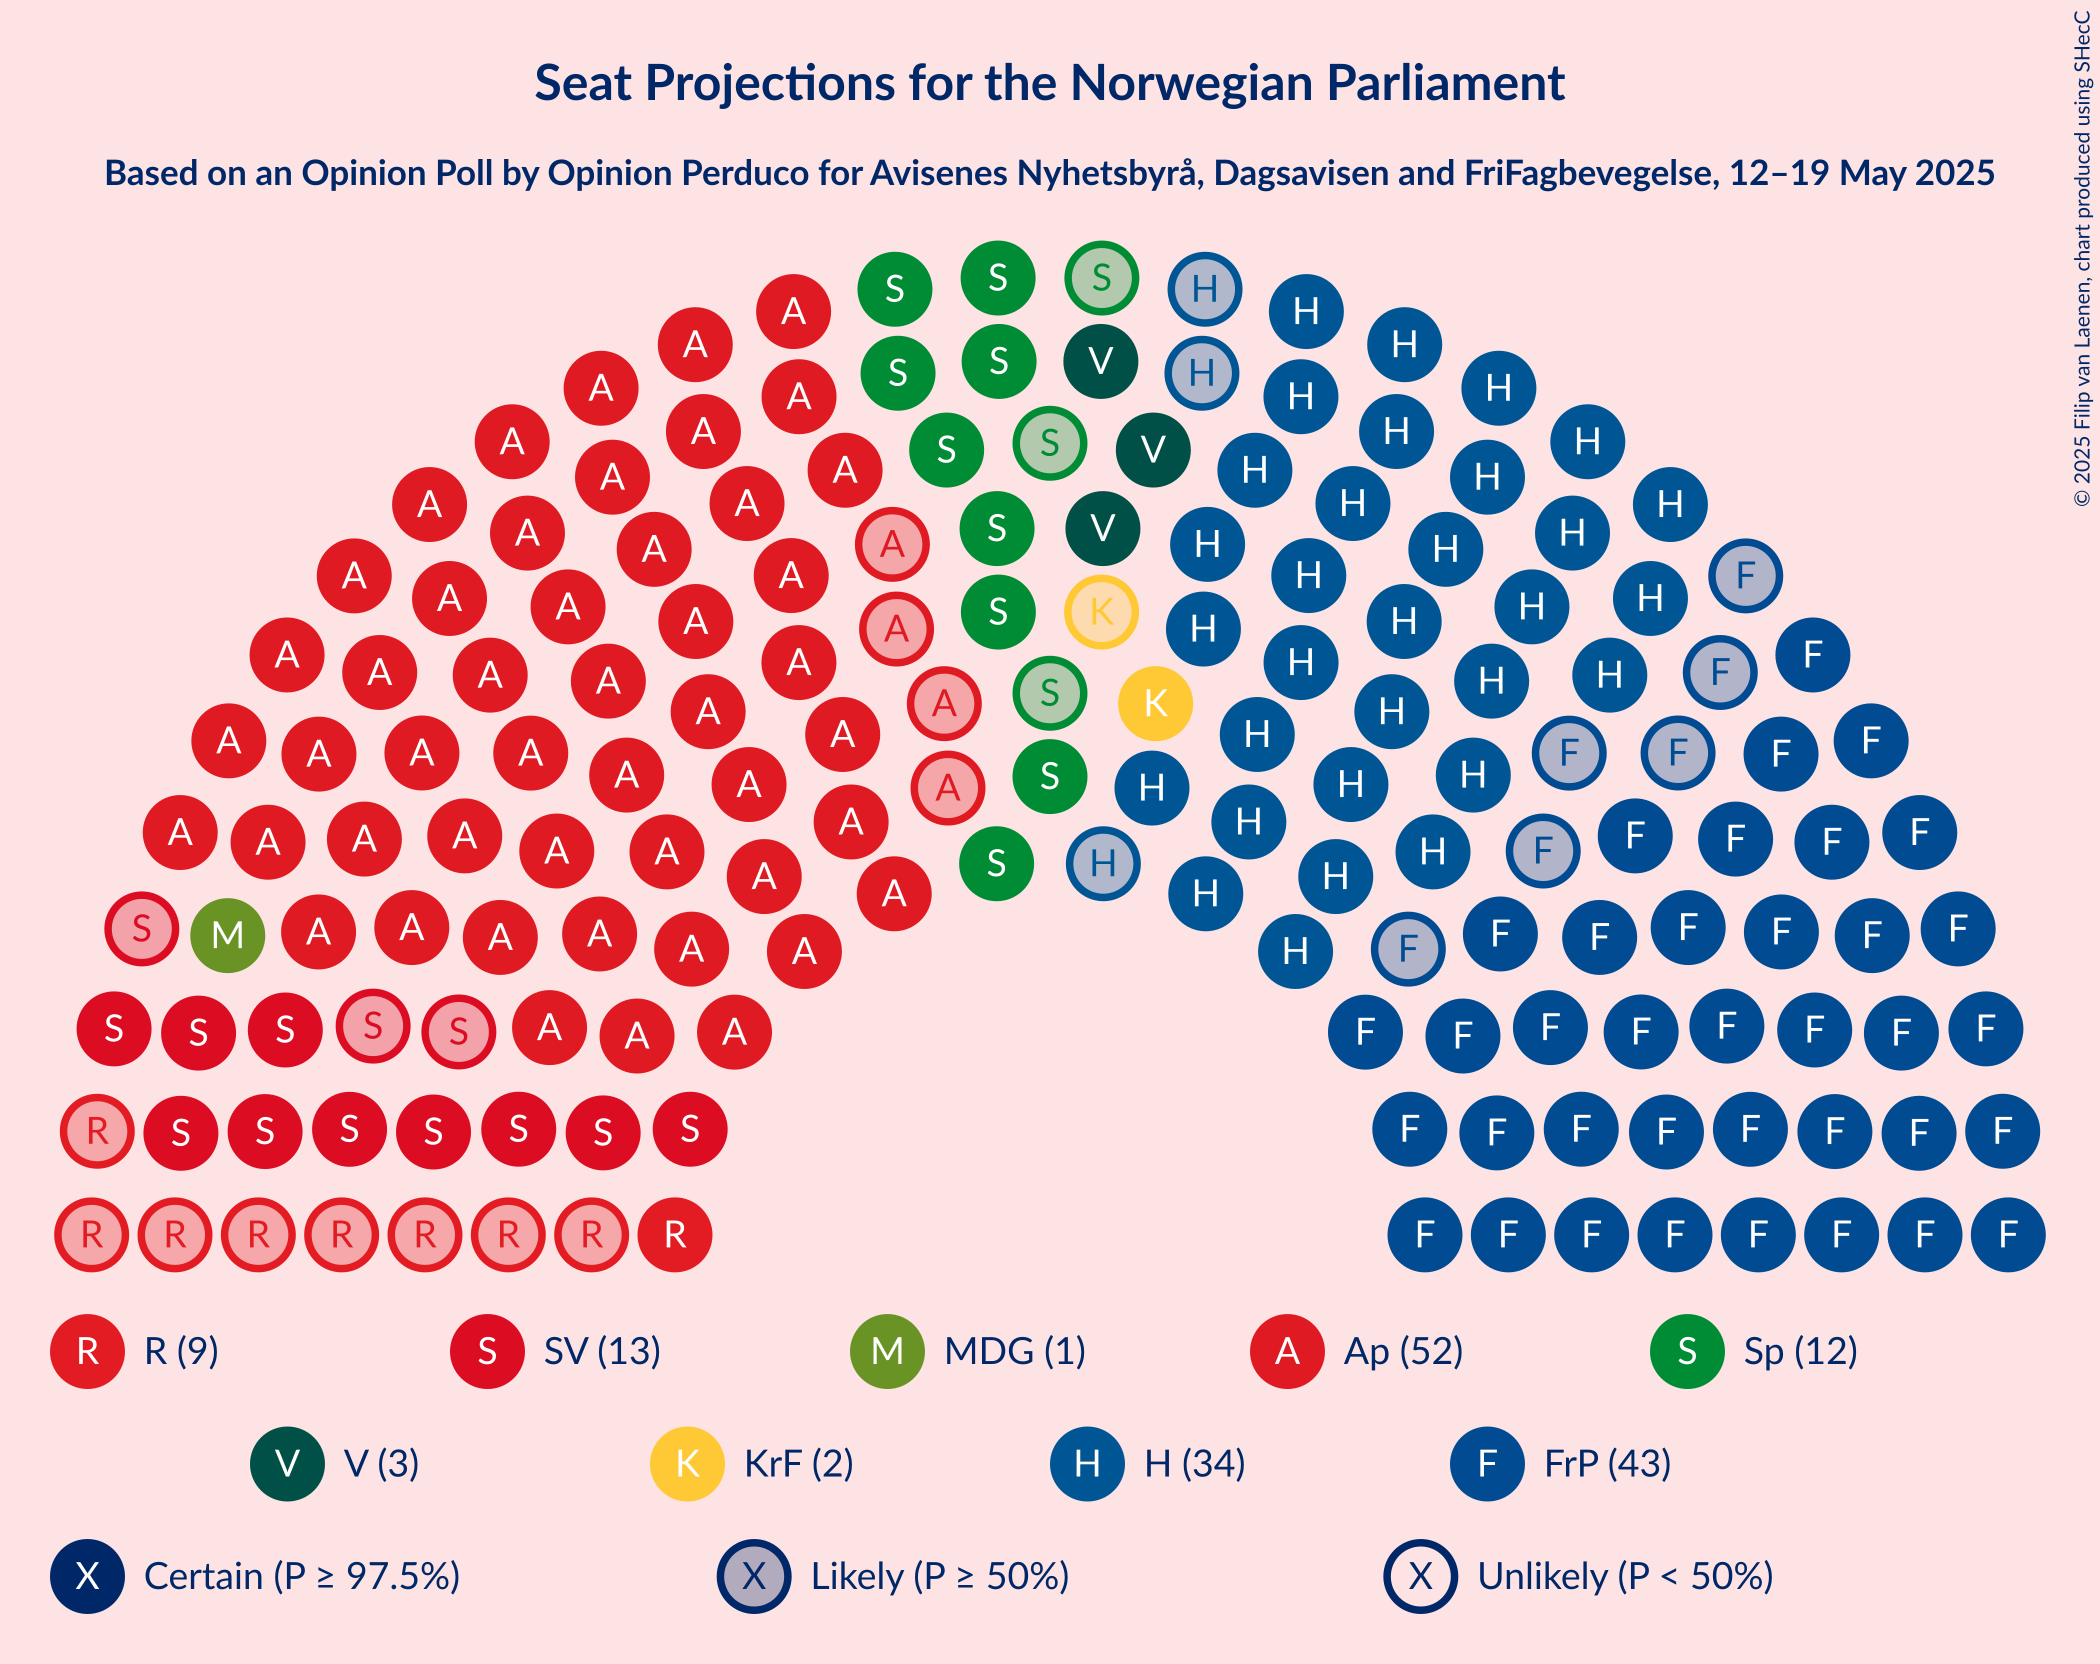 Seat Projections for the Norwegian Parliament
Based on an Opinion Poll by Opinion Perduco for Avisenes Nyhetsbyrå, Dagsavisen and FriFagbevegelse, 12–19 May 2025
© 2025 Filip van Laenen, chart produced using SHecC
S S S H
A H
A S S V H H
A A A H H
A A S S V H H H
A A A H H H
A A A A S V H H H H F
A A A A S K H H H H F F
A A A A A A S K H H H H F F
A A A A A A A A S H H H H F F F F
A A A A A A A A A S H H H H H F F F F F
S M A A A A A A H F F F F F F F
S S S S S A A A F F F F F F F F
R S S S S S S S F F F F F F F F
R R R R R R R R F F F F F F F F
R R (9) S SV (13) M MDG (1) A Ap (52) S Sp (12)
V V (3) K KrF (2) H H (34) F FrP (43)
X Certain (P ≥ 97.5%) X Likely (P ≥ 50%) X Unlikely (P < 50%)